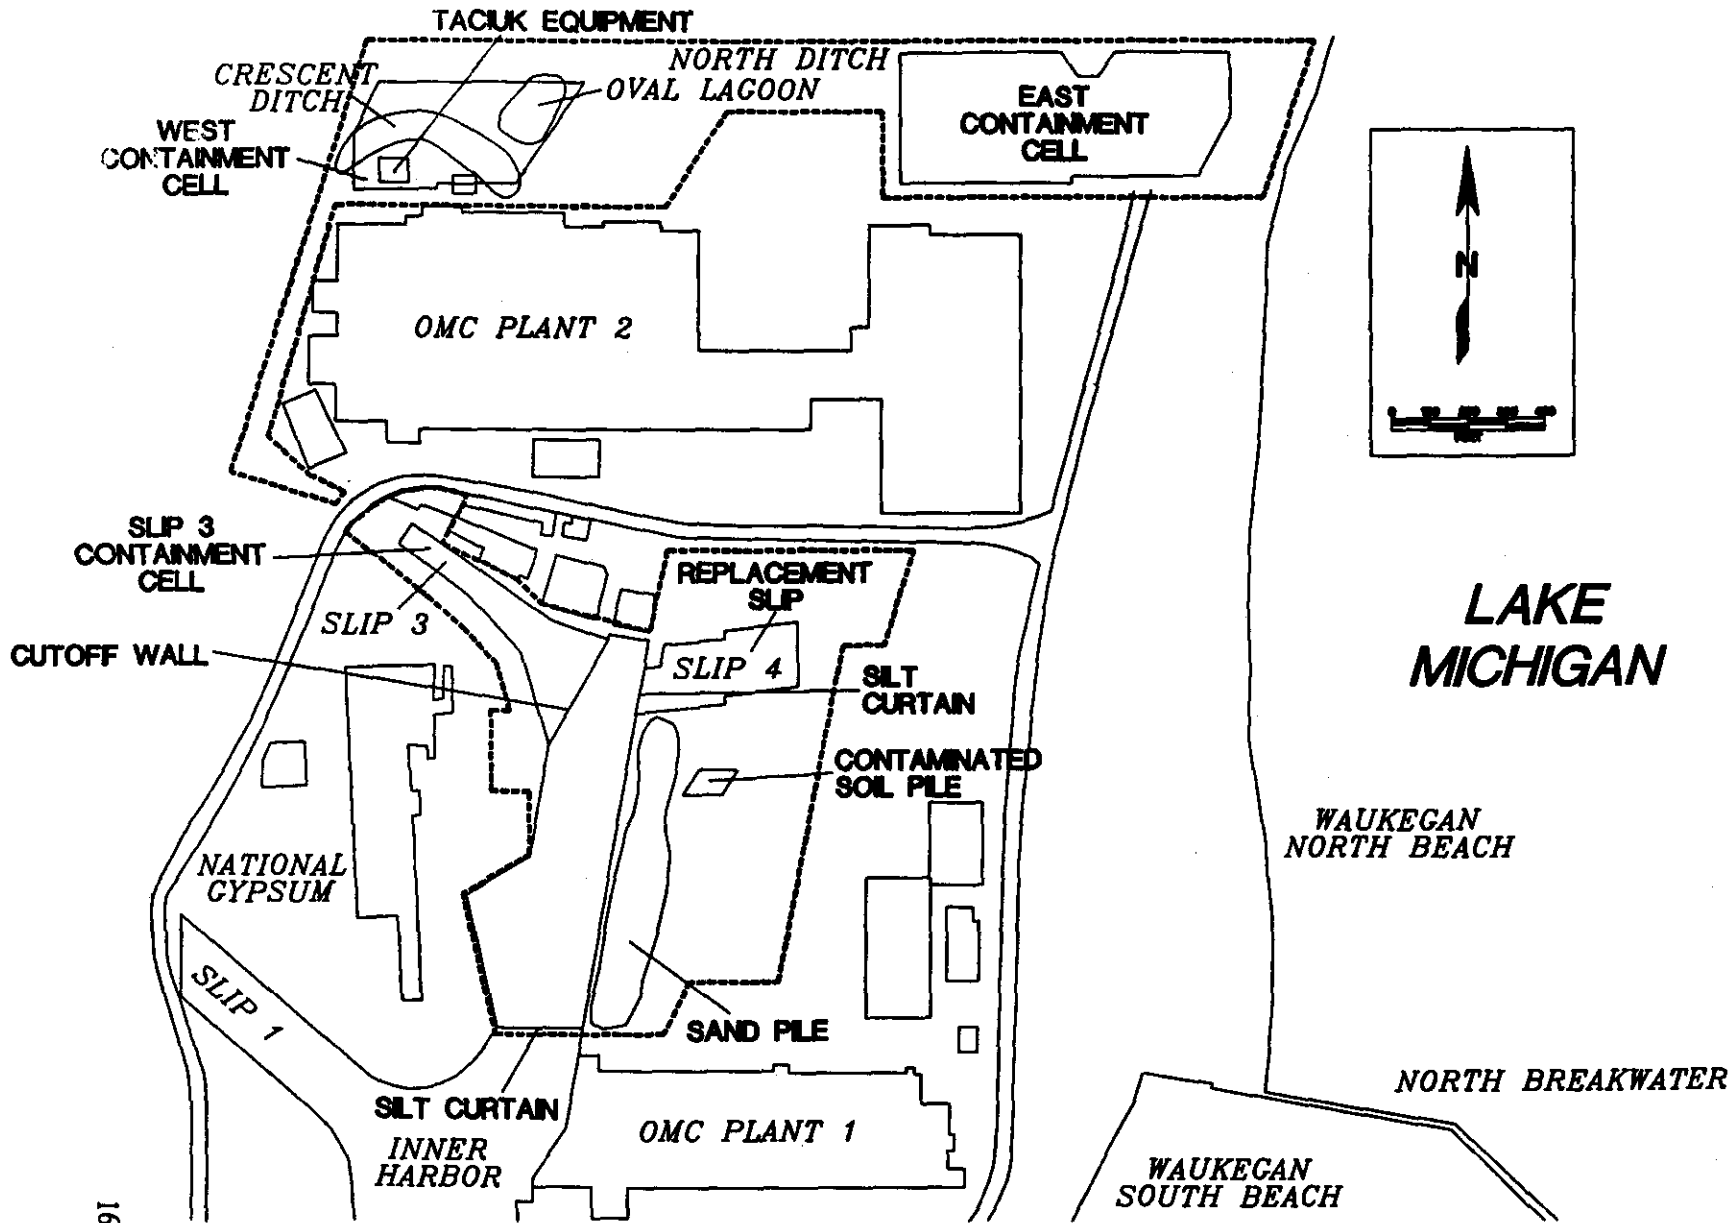 TACIUK EQUIPMENT
NORTH DITCH
CRESCENT
DITCH
OVAL LAGOON
WEST
CONTAINMENT
CELL
EAST
CONTAINMENT
CELL
N
OMC PLANT 2
SLIP 3
CONTAINMENT
CELL
SLIP 3
REPLACEMENT
SLIP
SLIP 4
CUTOFF WALL
SILT
CURTAIN
LAKE
MICHIGAN
CONTAMINATED
SOIL PILE
WAUKEGAN
NORTH BEACH
NATIONAL
GYPSUM
SLIP 1
SAND PILE
SILT CURTAIN
INNER
HARBOR
OMC PLANT 1
NORTH BREAKWATER
WAUKEGAN
SOUTH BEACH